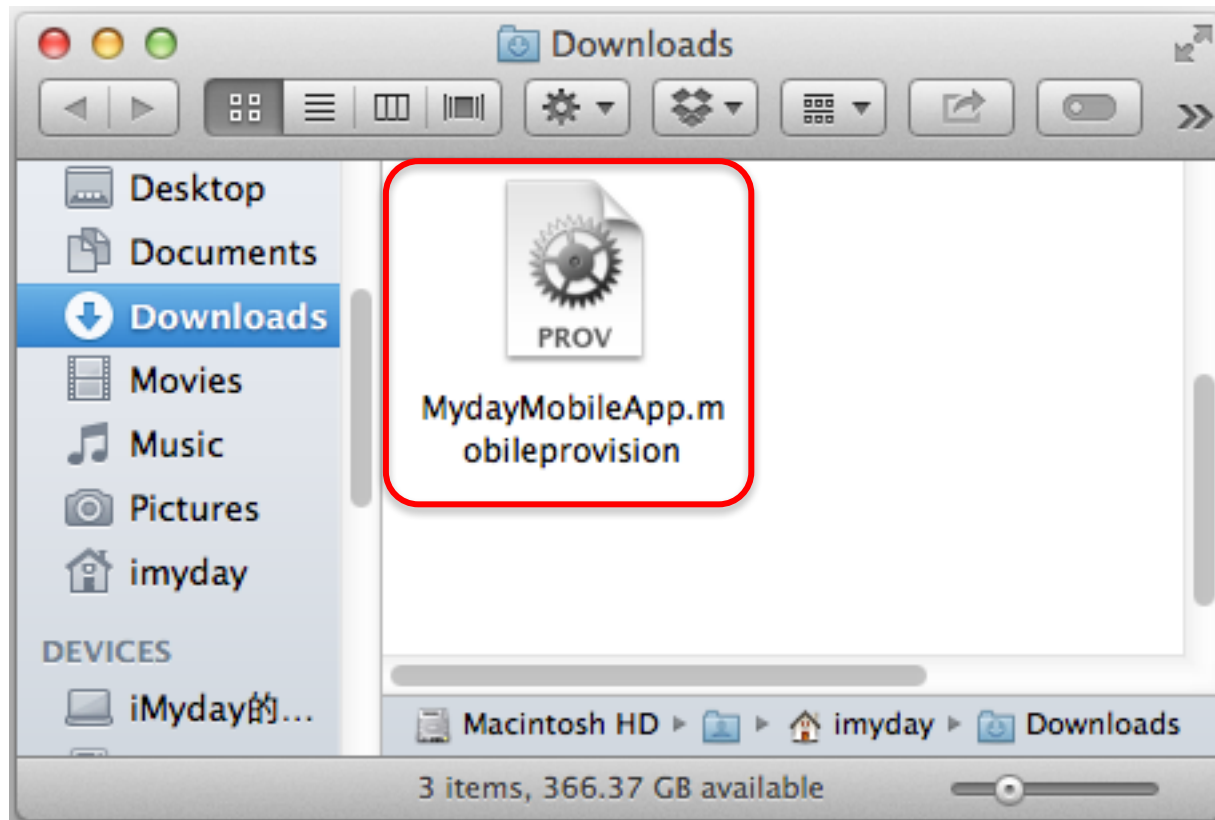 Downloads
Desktop
Documents
Downloads
Movies
Music
Pictures
imyday
DEVICES
iMyday的...
PROV
MydayMobileApp.m
obileprovision
Macintosh HD ▸ ▸ imyday ▸ Downloads
3 items, 366.37 GB available